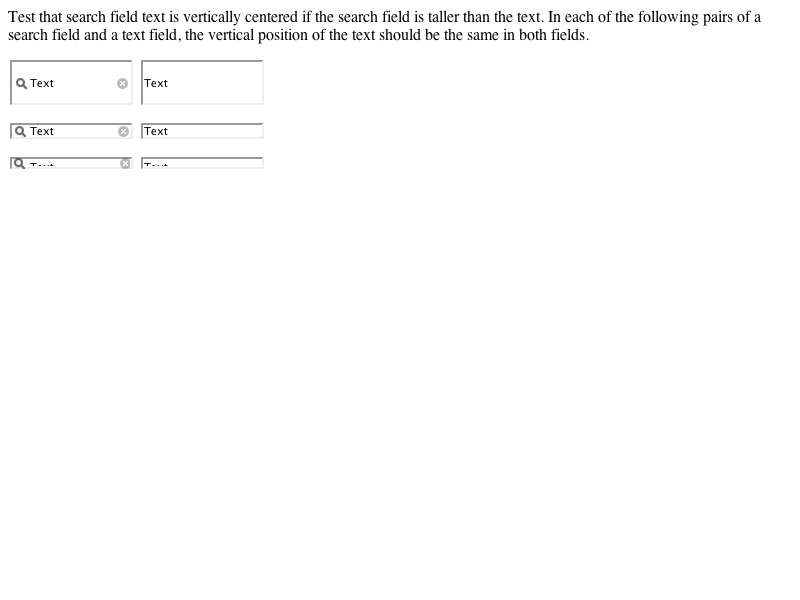 Test that search field text is vertically centered if the search field is taller than the text. In each of the following pairs of a
search field and a text field, the vertical position of the text should be the same in both fields.
Text Text
Text Text